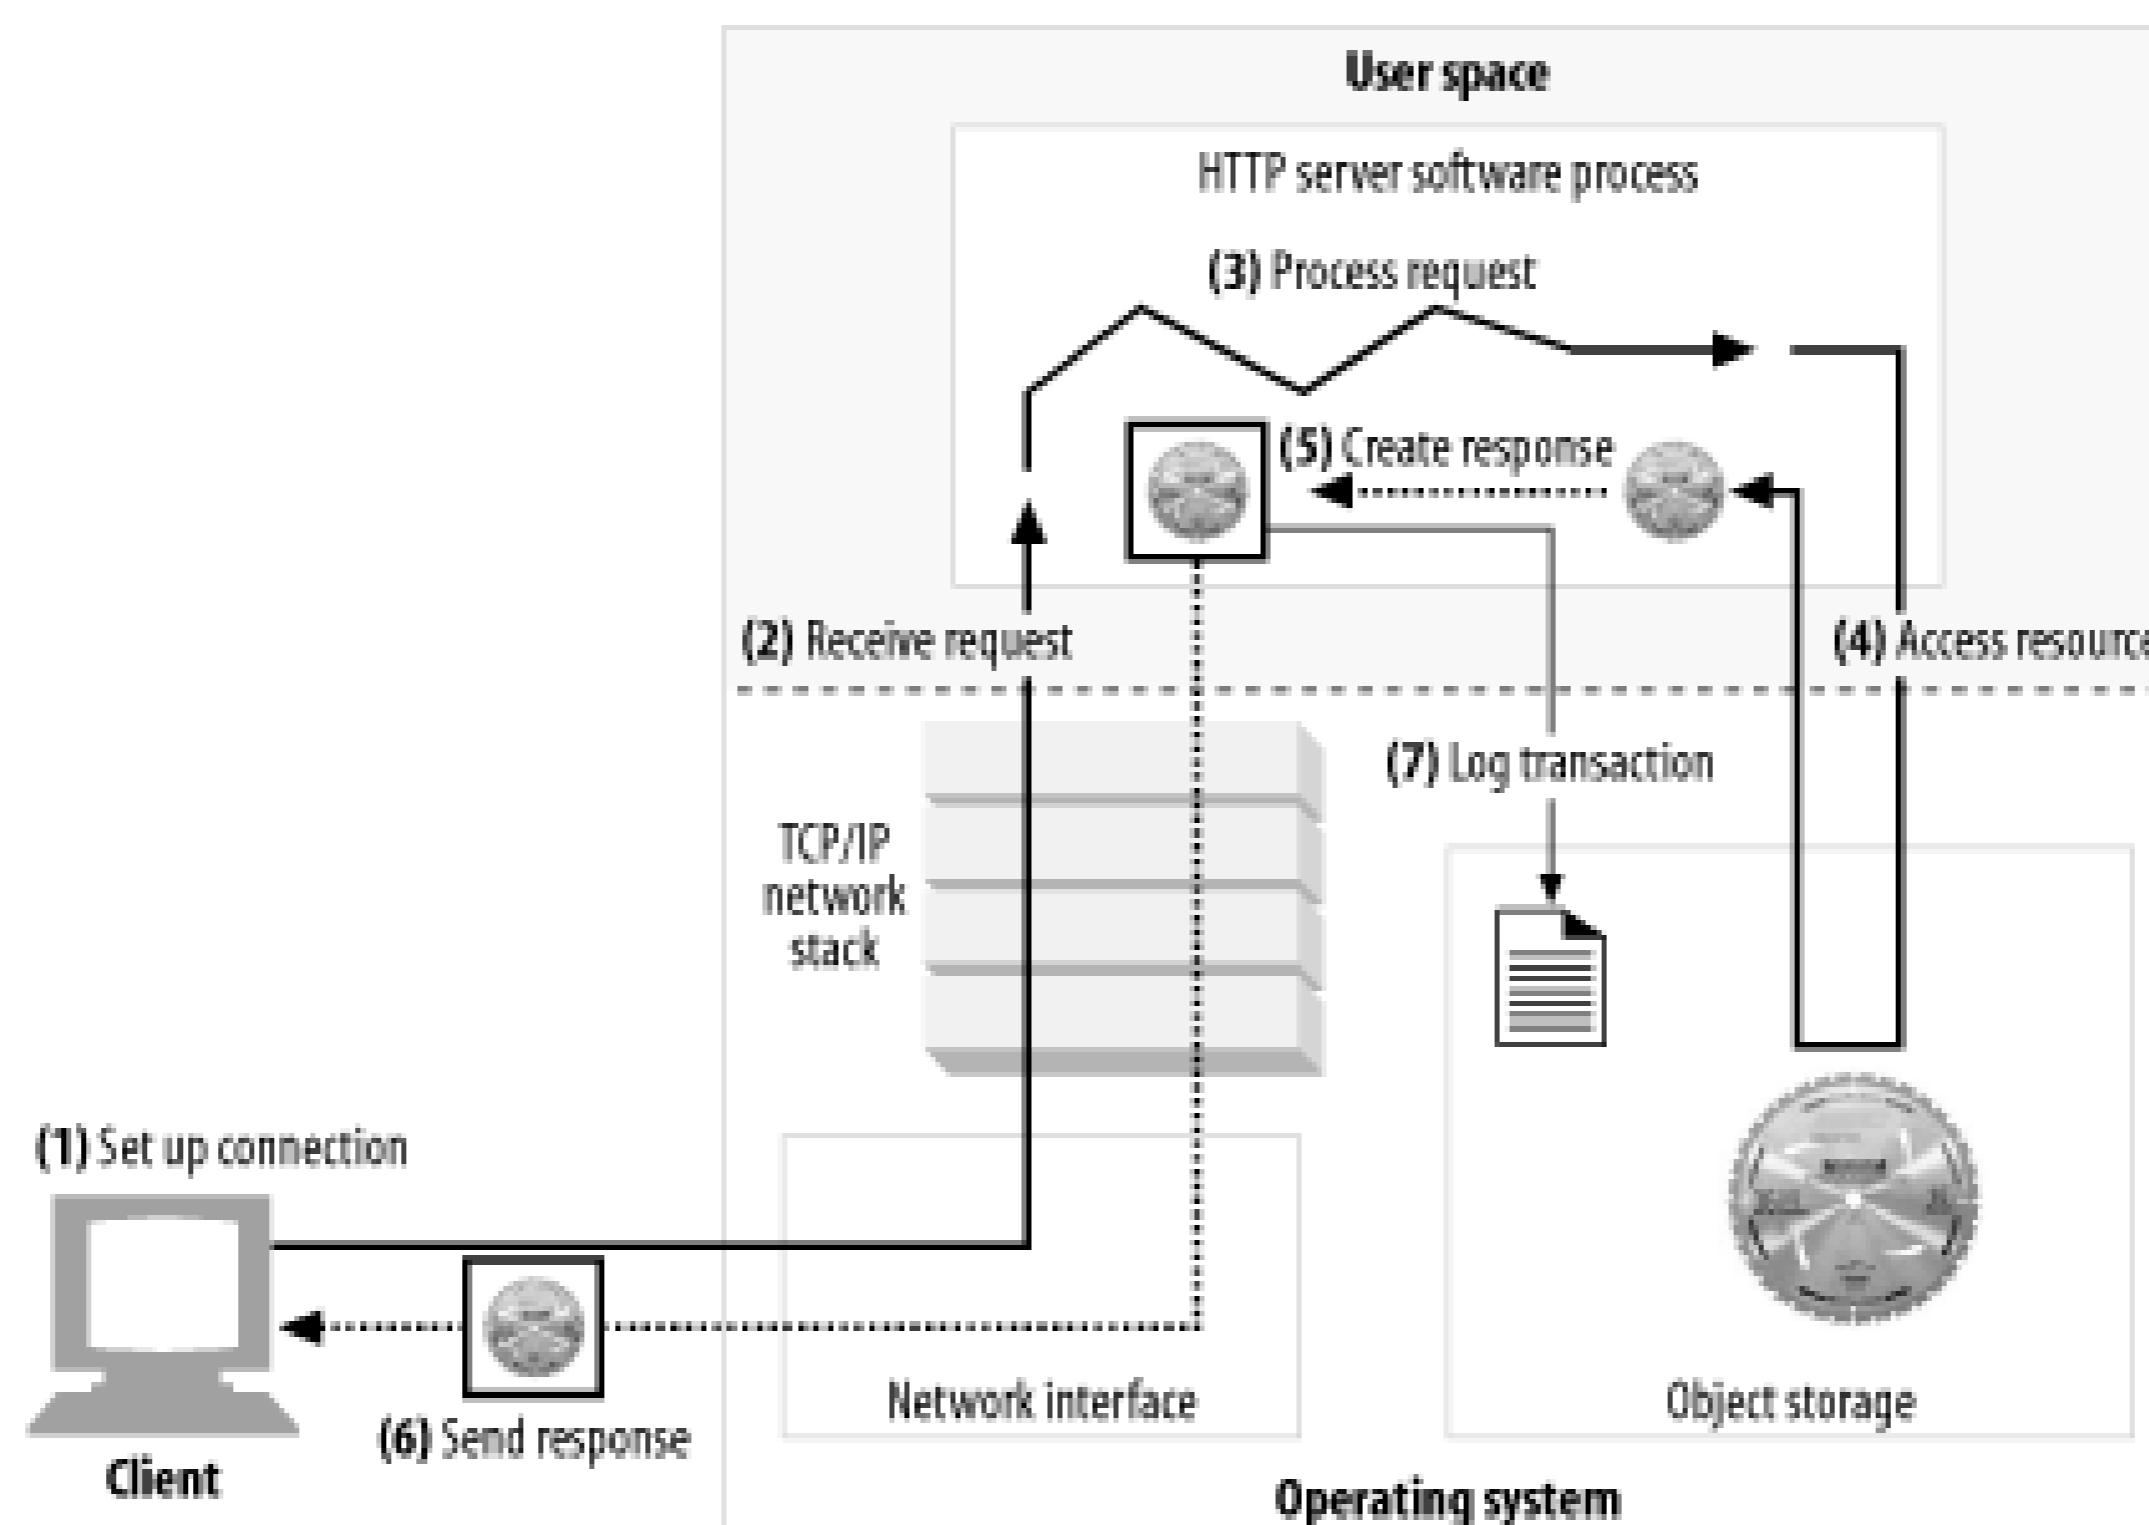 User space
HTTP server software process
(3) Process request
(5) Create response
(2) Receive request
(4) Access resource
(7) Log transaction
TCP/IP
network
stack
(1) Set up connection
Network interface
Object storage
(6) Send response
Client
Operating system